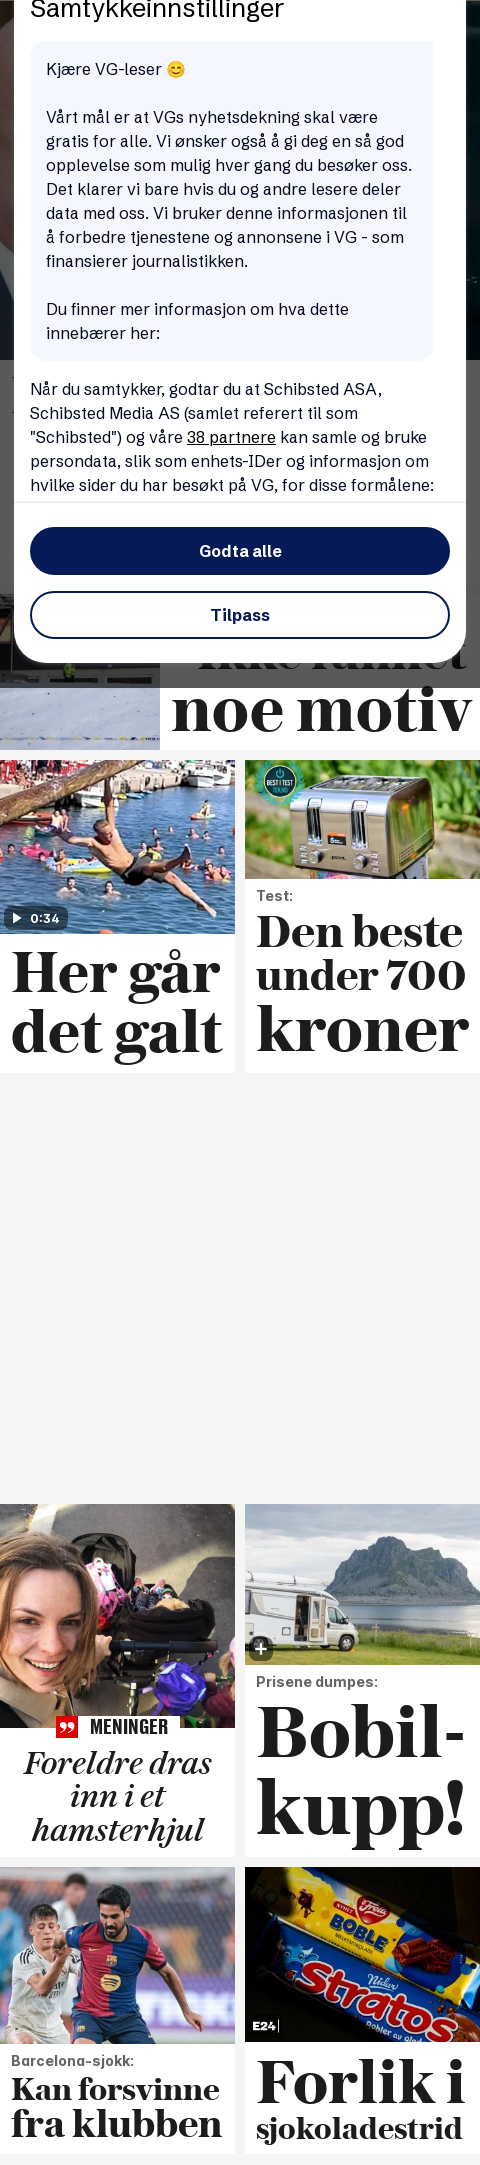 Samtykkeinnstillinger
Kjære VG-leser 😊
Vårt mål er at VGs nyhetsdekning skal være
gratis for alle. Vi ønsker også å gi deg en så god
opplevelse som mulig hver gang du besøker oss.
Det klarer vi bare hvis du og andre lesere deler
data med oss. Vi bruker denne informasjonen til
å forbedre tjenestene og annonsene i VG - som
finansierer journalistikken.
Du finner mer informasjon om hva dette
innebærer her:
Når du samtykker, godtar du at Schibsted ASA,
Schibsted Media AS (samlet referert til som
"Schibsted") og våre 38 partnere kan samle og bruke
persondata, slik som enhets-IDer og informasjon om
hvilke sider du har besøkt på VG, for disse formålene:
Godta alle
Tilpass
Ikke funnet
noe motiv
0:34
Her går
det galt
BEST I TEST
Test:
Den beste
under 700
kroner
MENINGER
Foreldre dras
inn i et
hamsterhjul
Prisene dumpes:
Bobil-
kupp!
Barcelona-sjokk:
Kan forsvinne
fra klubben
NYHET
Freia
BOBLE
MELKESJOKOLADE
Nidar
Stratos
Bobler av glede
E24
Forlik i
sjokoladestrid